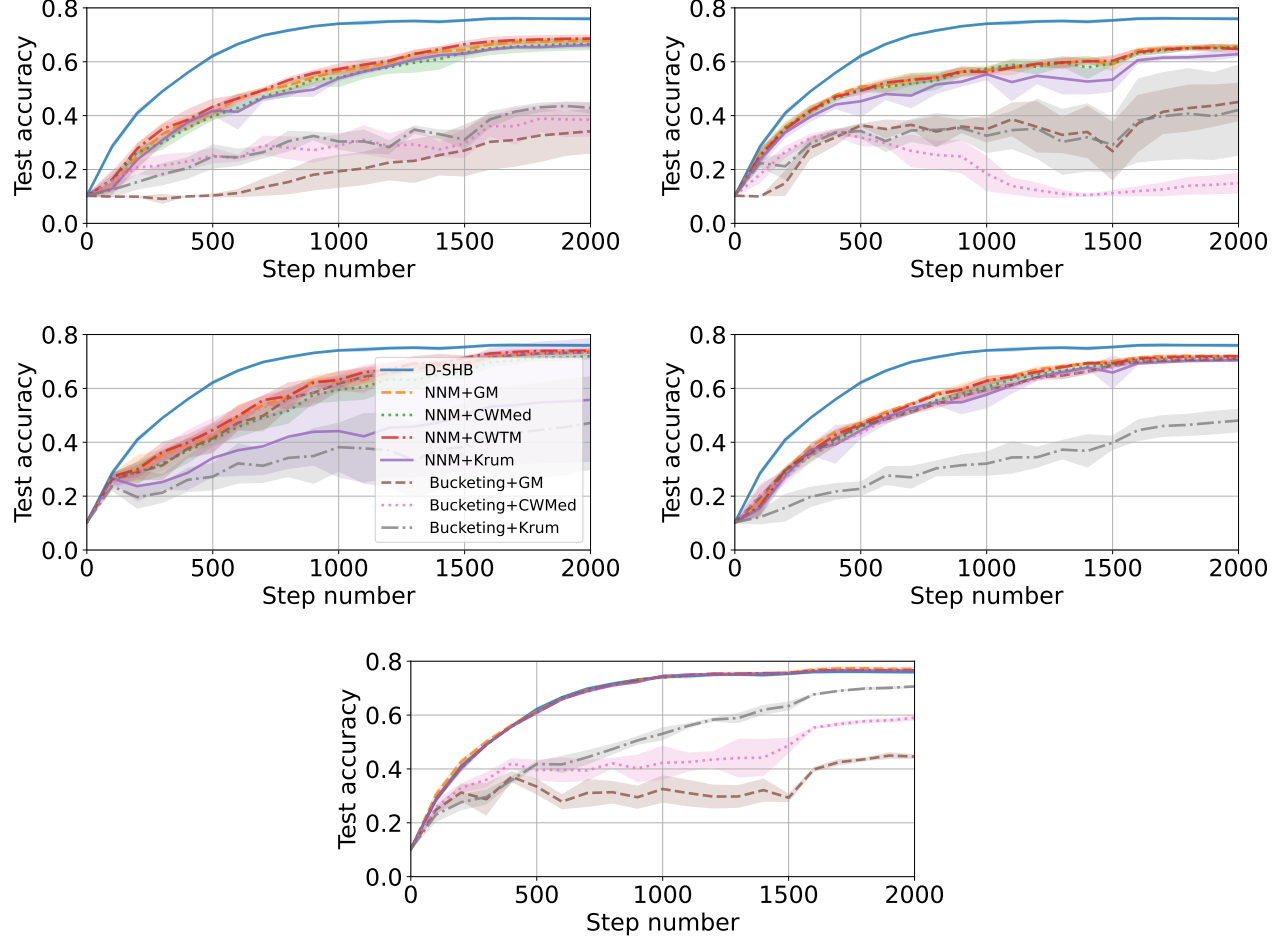 0.8
0.6
0.4
0.2
0.0
Test accuracy
0 500 1000 1500 2000
Step number
0.8
0.6
0.4
0.2
0.0
Test accuracy
0 500 1000 1500 2000
Step number
0.8
0.6
0.4
0.2
0.0
Test accuracy
D-SHB
NNM+GM
NNM+CWMed
NNM+CWTM
NNM+Krum
Bucketing+GM
Bucketing+CWMed
Bucketing+Krum
0 500 1000 1500 2000
Step number
0.8
0.6
0.4
0.2
0.0
Test accuracy
0 500 1000 1500 2000
Step number
0.8
0.6
0.4
0.2
0.0
Test accuracy
0 500 1000 1500 2000
Step number